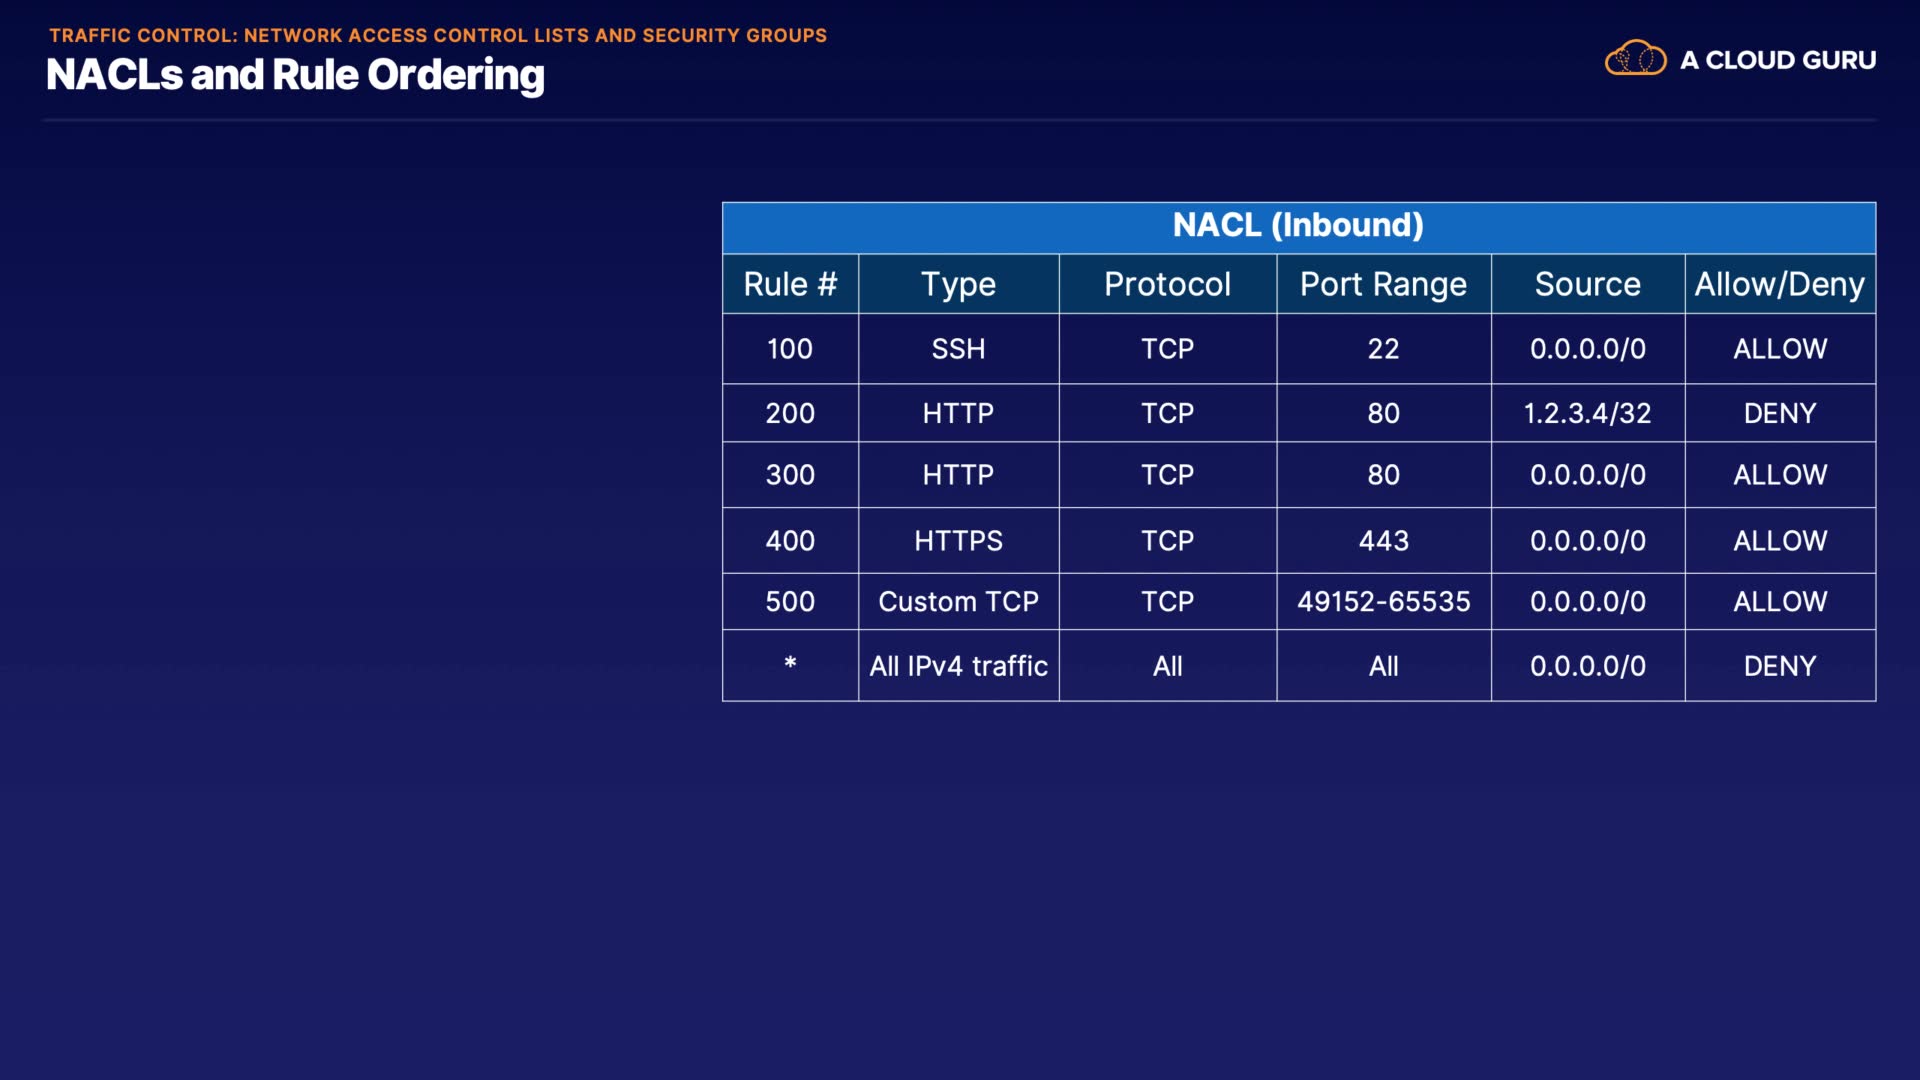 TRAFFIC CONTROL: NETWORK ACCESS CONTROL LISTS AND SECURITY GROUPS
NACLs and Rule Ordering
A CLOUD GURU
NACL (Inbound)
Rule # Type Protocol Port Range Source Allow/Deny
100 SSH TCP 22 0.0.0.0/0 ALLOW
200 HTTP TCP 80 1.2.3.4/32 DENY
300 HTTP TCP 80 0.0.0.0/0 ALLOW
400 HTTPS TCP 443 0.0.0.0/0 ALLOW
500 Custom TCP TCP 49152-65535 0.0.0.0/0 ALLOW
* All IPv4 traffic All All 0.0.0.0/0 DENY